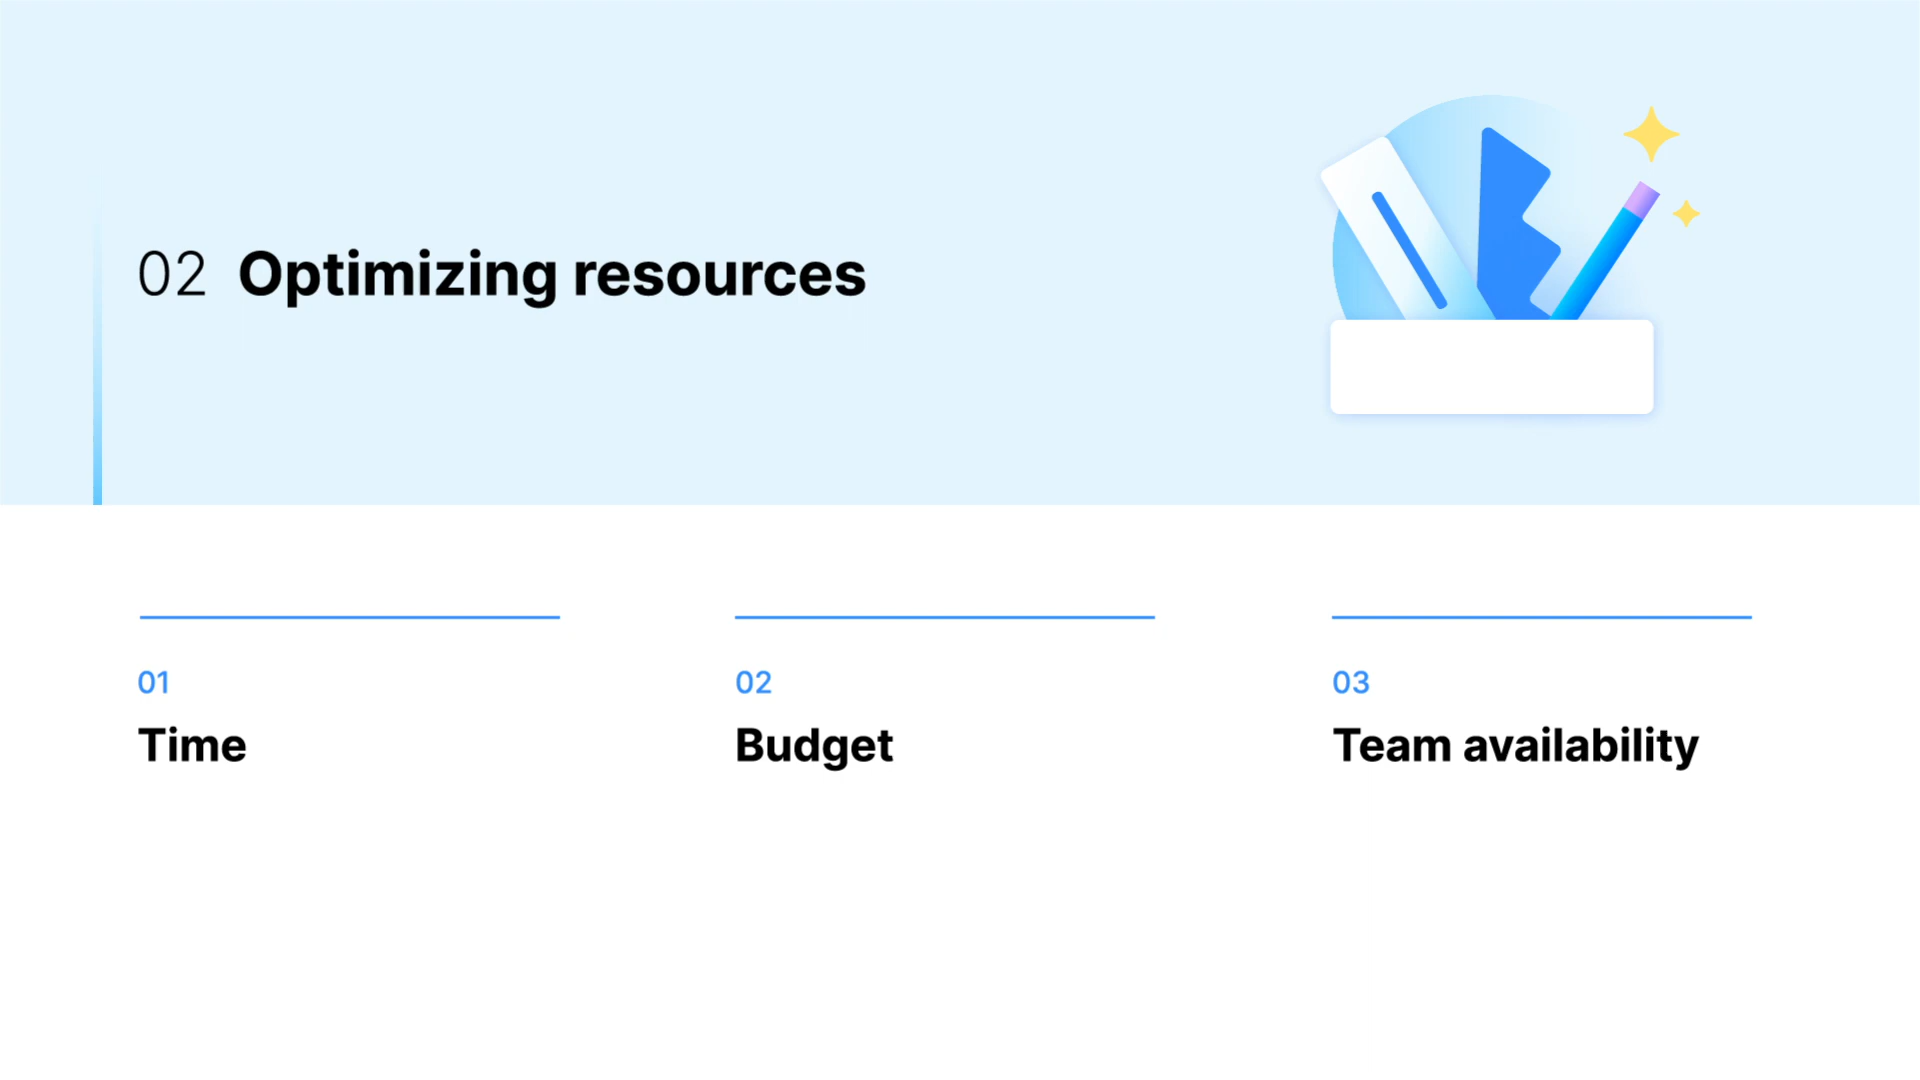 02 Optimizing resources
01
Time
02
Budget
03
Team availability